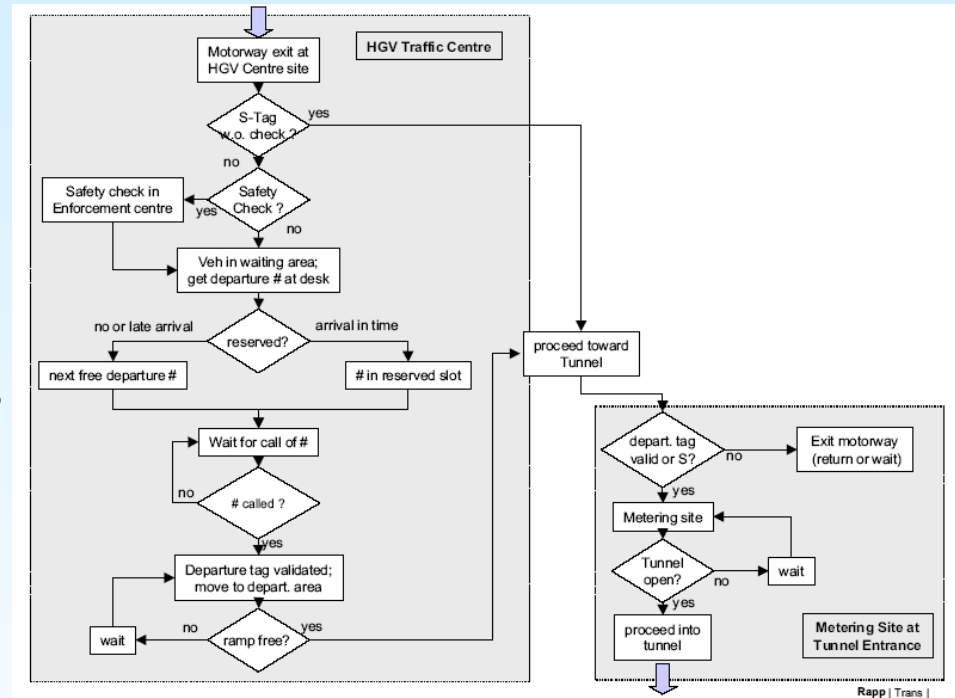 HGV Traffic Centre
Motorway exit at
HGV Centre site
S-Tag
w.o. check.?
yes
no
Safety check in
Enforcement centre
yes
Safety
Check ?
no
Veh in waiting area;
get departure # at desk
no or late arrival
reserved?
arrival in time
next free departure #
# in reserved slot
proceed toward
Tunnel
Wait for call of #
no
# called ?
yes
Departure tag validated;
move to depart. area
wait
no
ramp free?
yes
depart. tag
valid or S?
no
Exit motorway
(return or wait)
yes
Metering site
Tunnel
open?
no
wait
yes
proceed into
tunnel
Metering Site at
Tunnel Entrance
Rapp | Trans |